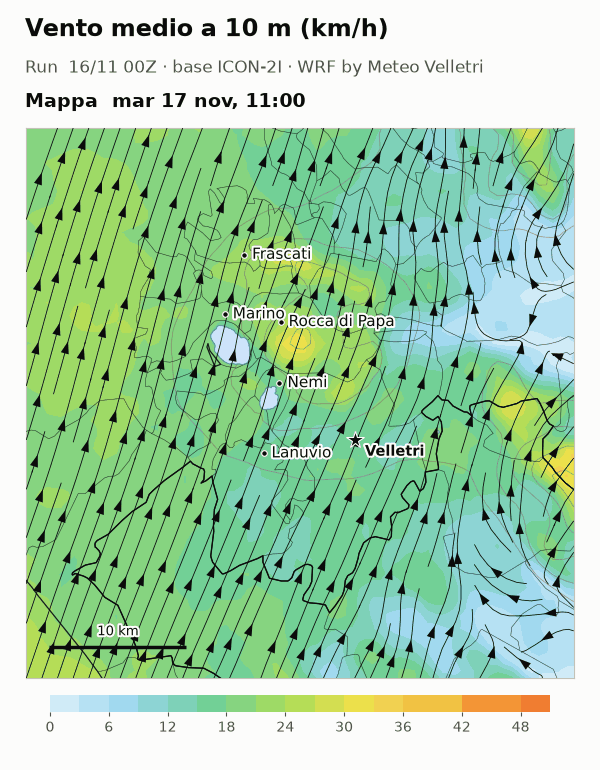 Vento medio a 10 m (km/h)
Run 16/11 00Z · base ICON-2I · WRF by Meteo Velletri
Mappa mar 17 nov, 11:00
Frascati
Marino
Rocca di Papa
Nemi
Velletri
Lanuvio
10 km
0 6 12 18 24 30 36 42 48